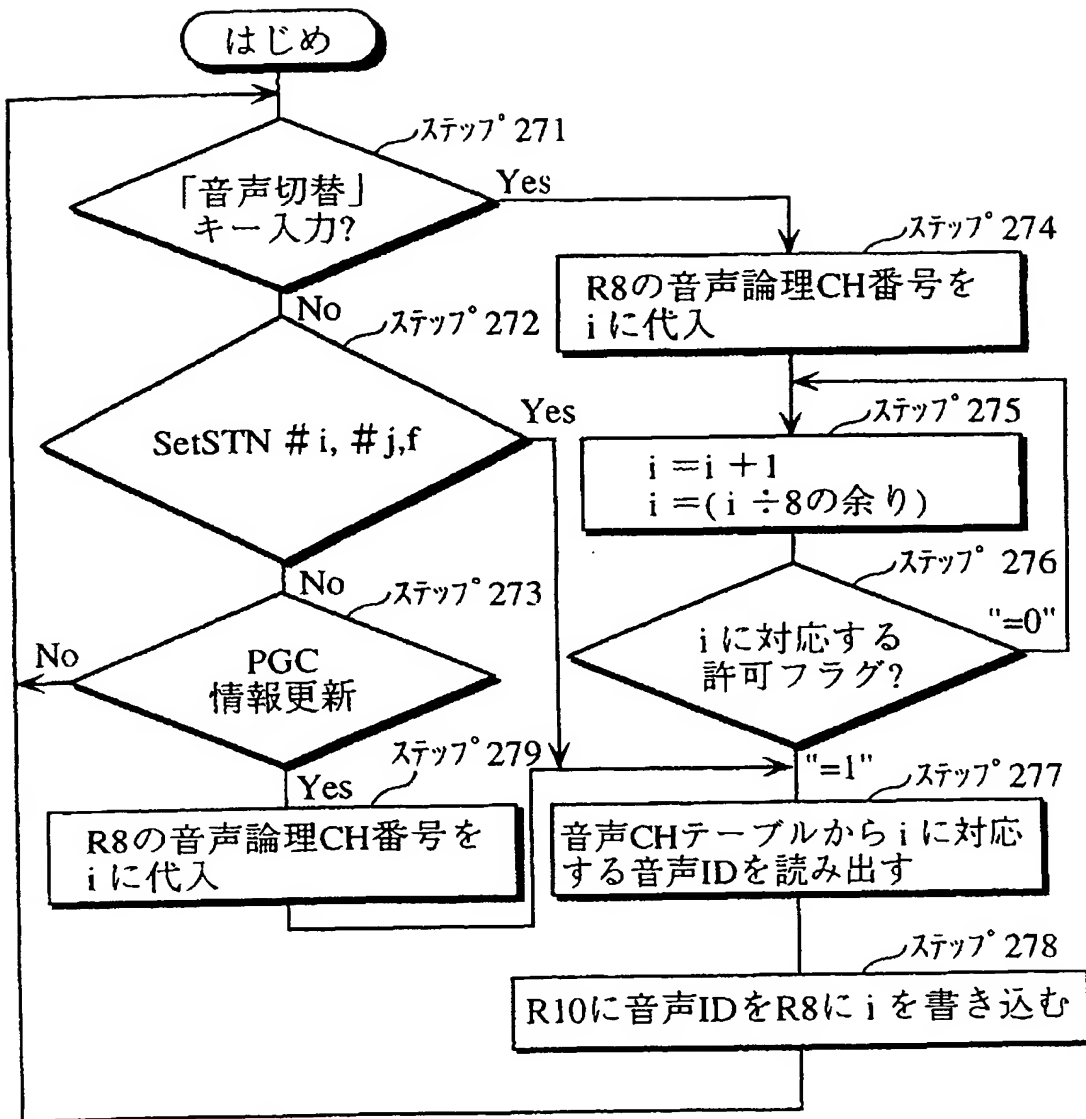 はじめ
ステップ271
「音声切替」
キー入力?
Yes
No
ステップ272
SetSTN #i, #j,f
Yes
No
ステップ273
PGC
情報更新
No
Yes
ステップ279
R8の音声論理CH番号を
iに代入
ステップ274
R8の音声論理CH番号を
iに代入
ステップ275
i=i+1
i=(i÷8の余り)
ステップ 276
iに対応する
許可フラグ?
"=0"
"=1"
ステップ277
音声CHテーブルからiに対応
する音声IDを読み出す
ステップ278
R10に音声IDをR8にiを書き込む